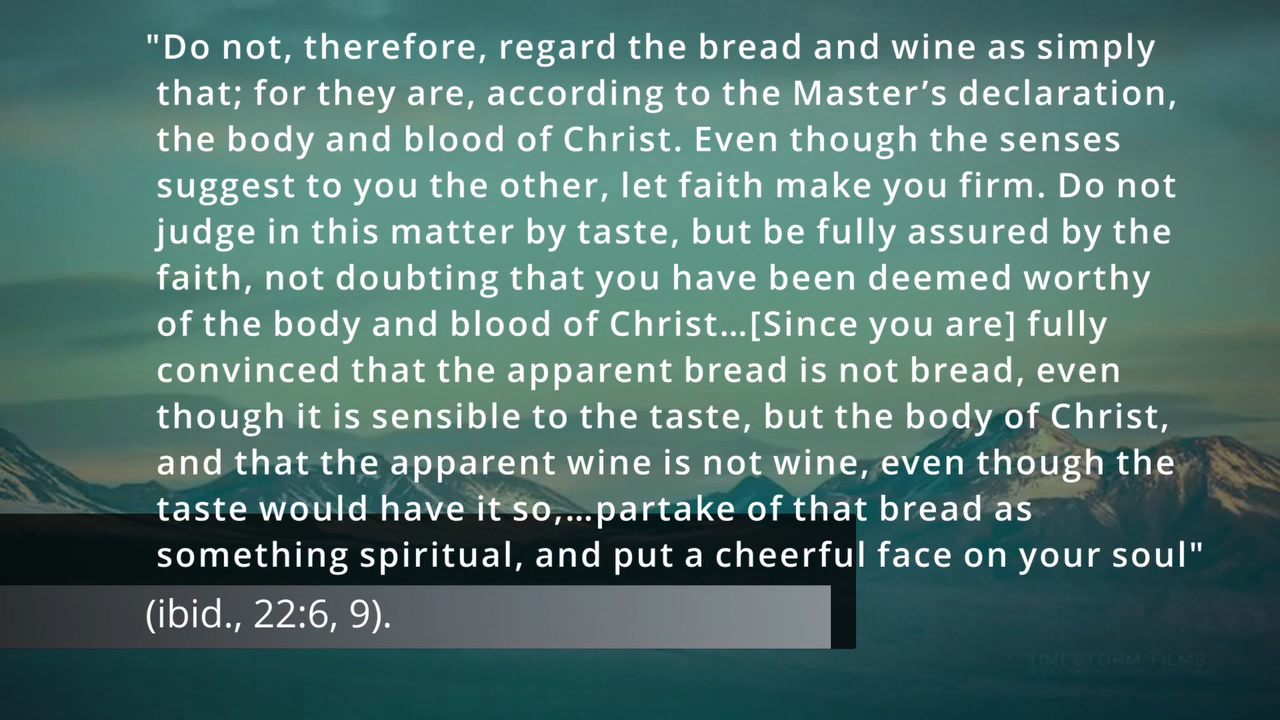 "Do not, therefore, regard the bread and wine as simply
that; for they are, according to the Master’s declaration,
the body and blood of Christ. Even though the senses
suggest to you the other, let faith make you firm. Do not
judge in this matter by taste, but be fully assured by the
faith, not doubting that you have been deemed worthy
of the body and blood of Christ…[Since you are] fully
convinced that the apparent bread is not bread, even
though it is sensible to the taste, but the body of Christ,
and that the apparent wine is not wine, even though the
taste would have it so,…partake of that bread as
something spiritual, and put a cheerful face on your soul"
(ibid., 22:6, 9).
TIMESTORM FILMS